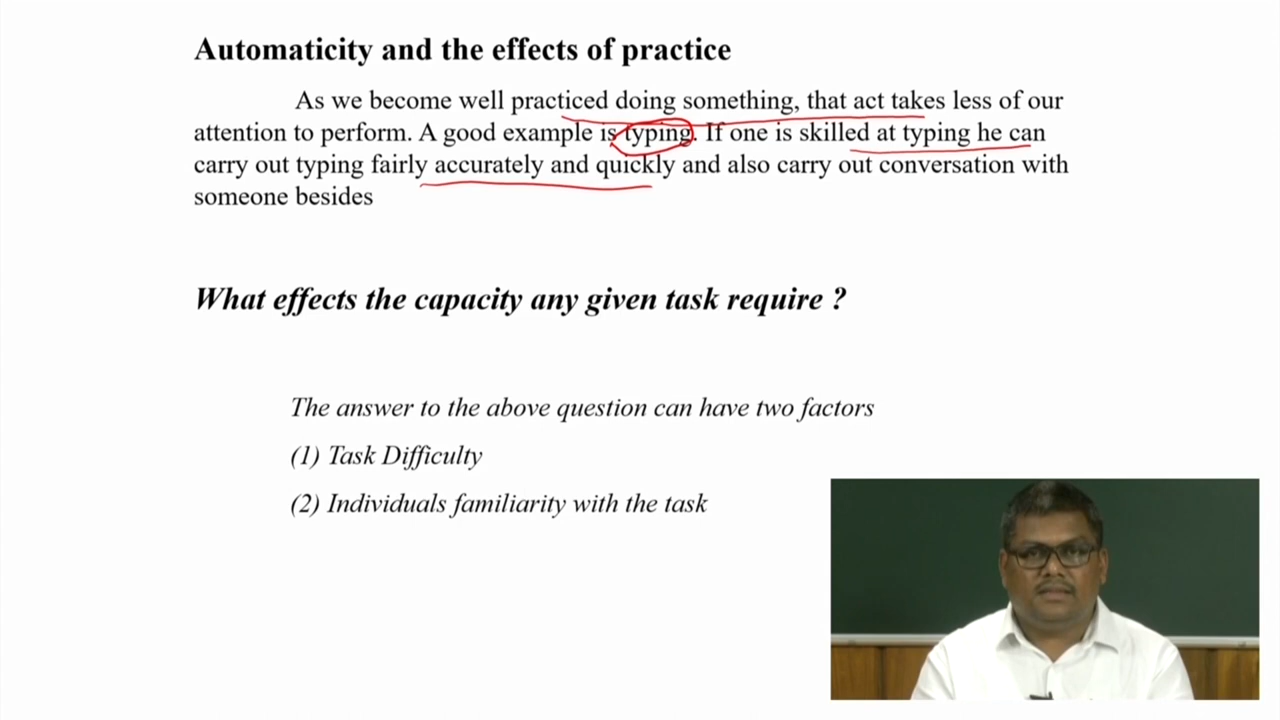 Automaticity and the effects of practice
As we become well practiced doing something, that act takes less of our
attention to perform. A good example is typing. If one is skilled at typing he can
carry out typing fairly accurately and quickly and also carry out conversation with
someone besides
What effects the capacity any given task require ?
The answer to the above question can have two factors
(1) Task Difficulty
(2) Individuals familiarity with the task